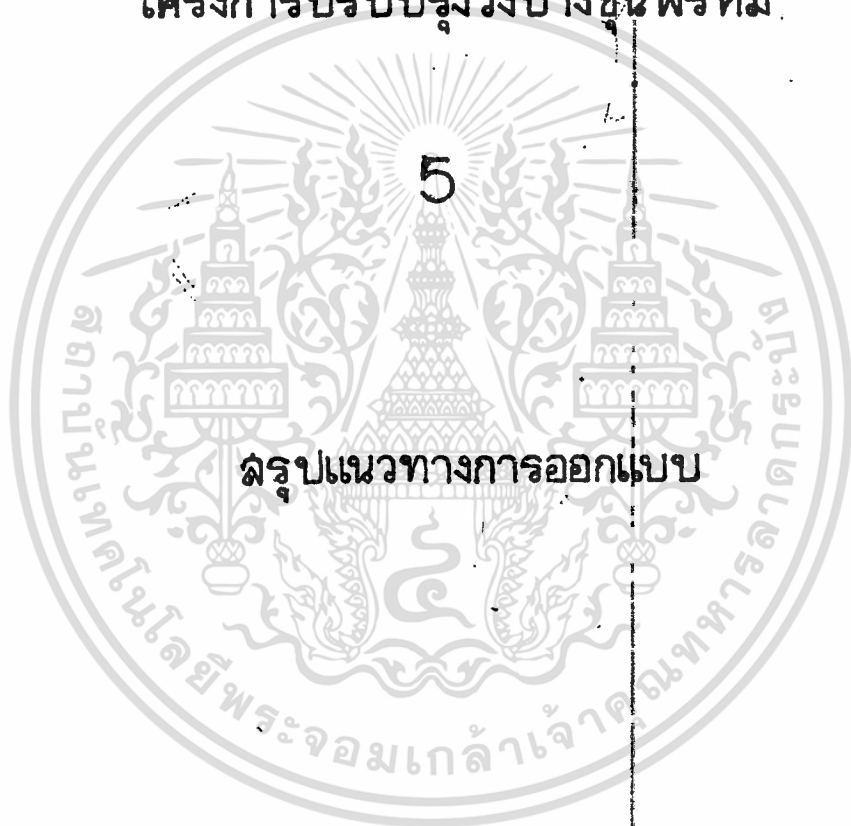 โครงการปรับปรุงวังบางขุนพรหม
5
สรุปแนวทางการออกแบบ
สถาบันเทคโนโลยีพระจอมเกล้าเจ้าคุณทหารลาดกระบัง
๔